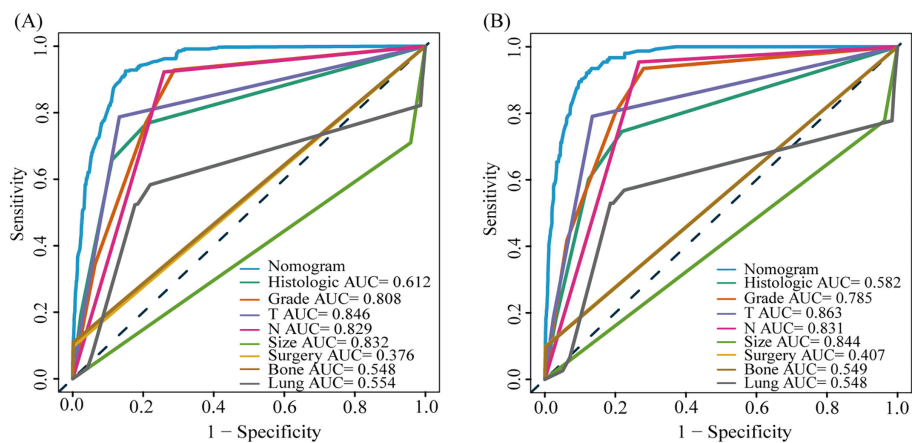 (A)
Sensitivity
1.0
0.8
0.6
0.4
0.2
0.0
Nomogram
Histologic AUC= 0.612
Grade AUC= 0.808
T AUC= 0.846
N AUC= 0.829
Size AUC= 0.832
Surgery AUC= 0.376
Bone AUC= 0.548
Lung AUC= 0.554
0.0 0.2 0.4 0.6 0.8 1.0
1 − Specificity
(B)
Sensitivity
1.0
0.8
0.6
0.4
0.2
0.0
Nomogram
Histologic AUC= 0.582
Grade AUC= 0.785
T AUC= 0.863
N AUC= 0.831
Size AUC= 0.844
Surgery AUC= 0.407
Bone AUC= 0.549
Lung AUC= 0.548
0.0 0.2 0.4 0.6 0.8 1.0
1 − Specificity